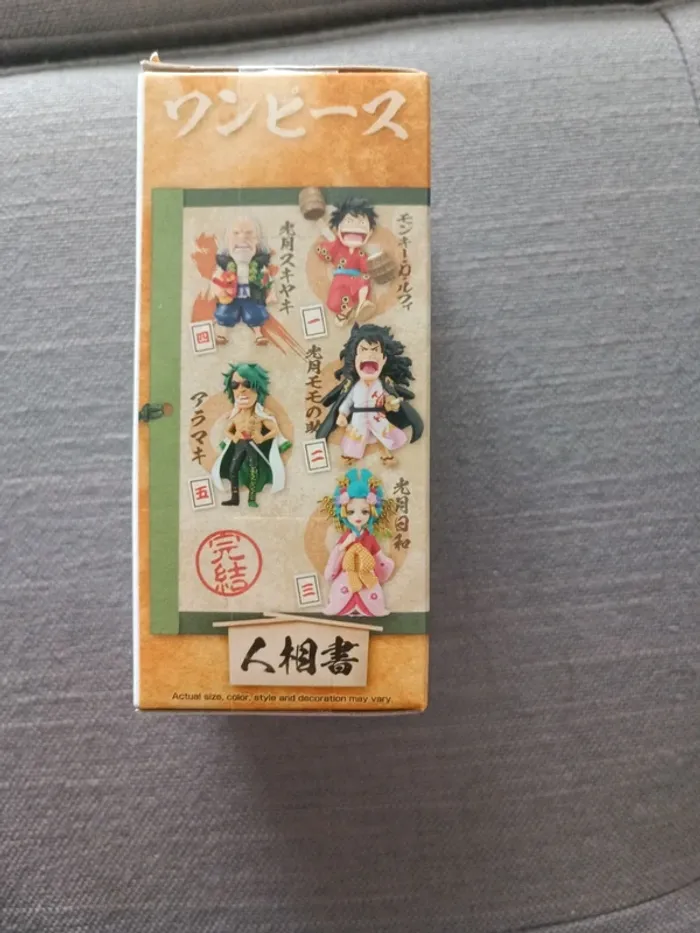 ワンピース
モンキー・D・ルフィ
一
光月スキヤキ
四
光月モモの助
二
アラマキ
五
光月日和
三
完結
人相書
Actual size, color, style and decoration may vary.